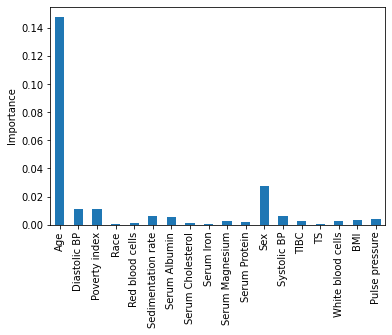 0.14
0.12
0.10
0.08
0.06
0.04
0.02
0.00
Importance
Age
Diastolic BP
Poverty index
Race
Red blood cells
Sedimentation rate
Serum Albumin
Serum Cholesterol
Serum Iron
Serum Magnesium
Serum Protein
Sex
Systolic BP
TIBC
TS
White blood cells
BMI
Pulse pressure